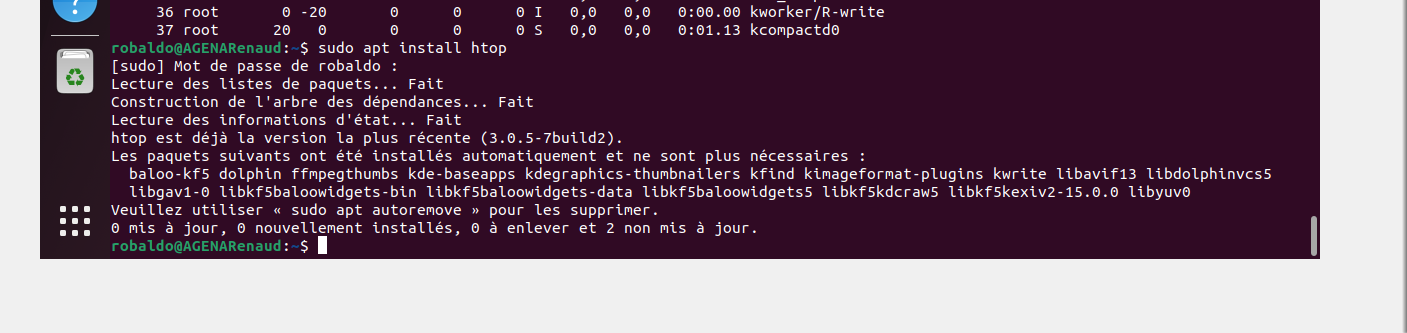 ?
36 root 0 -20 0 0 0 I 0,0 0,0 0:00.00 kworker/R-write
37 root 20 0 0 0 0 S 0,0 0,0 0:01.13 kcompactd0
robaldo@AGENARenaud:~$ sudo apt install htop
[sudo] Mot de passe de robaldo :
Lecture des listes de paquets... Fait
Construction de l'arbre des dépendances... Fait
Lecture des informations d'état... Fait
htop est déjà la version la plus récente (3.0.5-7build2).
Les paquets suivants ont été installés automatiquement et ne sont plus nécessaires :
baloo-kf5 dolphin ffmpegthumbs kde-baseapps kdegraphics-thumbnailers kfind kimageformat-plugins kwrite libavif13 libdolphinvcs5
libgav1-0 libkf5baloowidgets-bin libkf5baloowidgets-data libkf5baloowidgets5 libkf5kdcraw5 libkf5kexiv2-15.0.0 libyuv0
Veuillez utiliser « sudo apt autoremove » pour les supprimer.
0 mis à jour, 0 nouvellement installés, 0 à enlever et 2 non mis à jour.
robaldo@AGENARenaud:~$